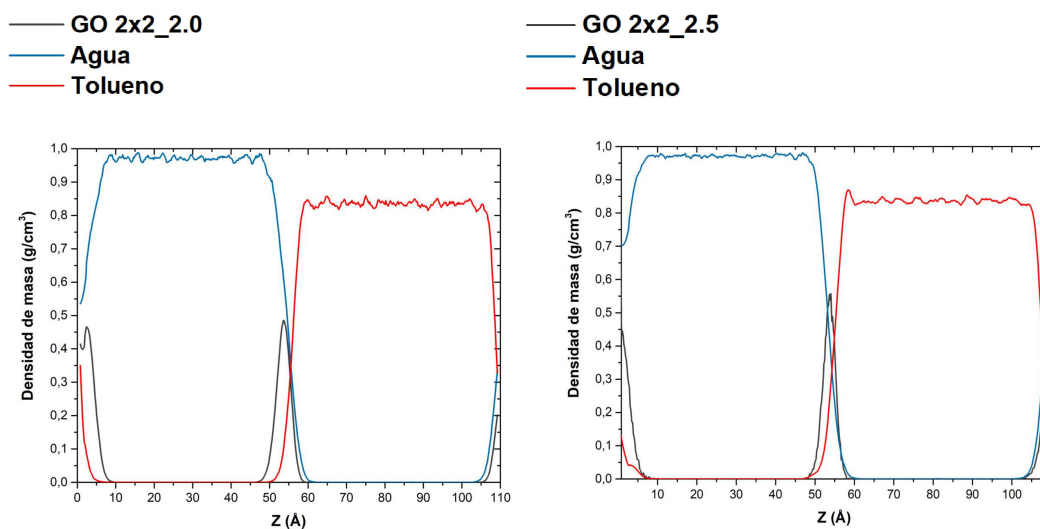 GO 2x2_2.0
Agua
Tolueno
GO 2x2_2.5
Agua
Tolueno
1,0
0,9
0,8
0,7
0,6
0,5
0,4
0,3
0,2
0,1
0,0
Densidad de masa (g/cm³)
0 10 20 30 40 50 60 70 80 90 100 110
Z (Å)
1,0
0,9
0,8
0,7
0,6
0,5
0,4
0,3
0,2
0,1
0,0
Densidad de masa (g/cm³)
10 20 30 40 50 60 70 80 90 100
Z (Å)